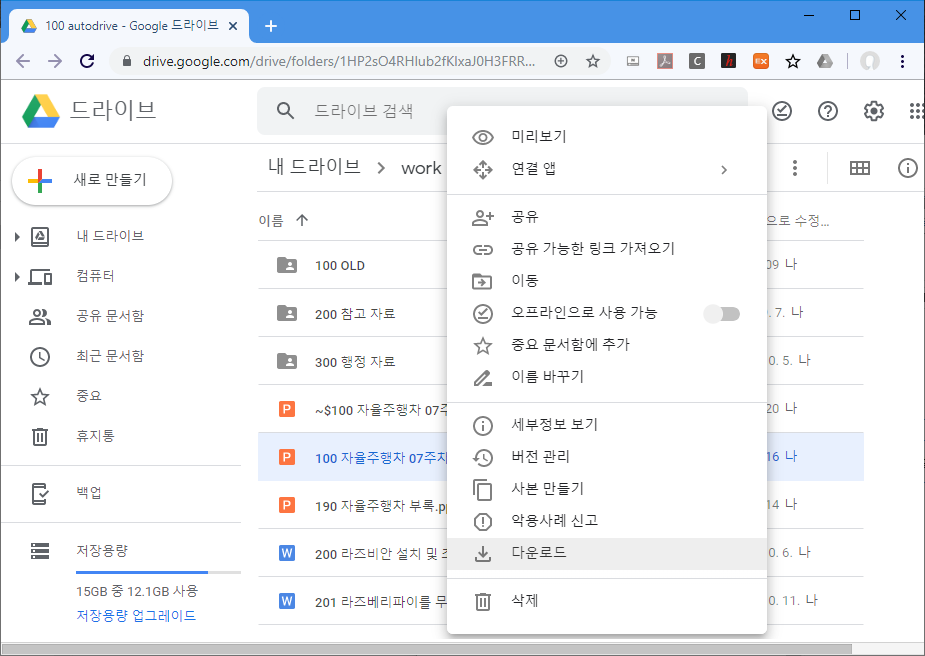 100 autodrive - Google 드라이브
drive.google.com/drive/folders/1HP2sO4RHlub2fKlxaJ0H3FRR...
드라이브
드라이브 검색
내 드라이브 > work
새로 만들기
내 드라이브
컴퓨터
공유 문서함
최근 문서함
중요
휴지통
백업
저장용량
15GB 중 12.1GB 사용
저장용량 업그레이드
이름
으로 수정...
100 OLD
09 나
200 참고 자료
. 7. 나
300 행정 자료
0. 5. 나
~$100 자율주행차 07주
20 나
100 자율주행차 07주차
16 나
190 자율주행차 부록.pp
14 나
200 라즈비안 설치 및
0. 6. 나
201 라즈베리파이를 무
0. 11. 나
미리보기
연결 앱
공유
공유 가능한 링크 가져오기
이동
오프라인으로 사용 가능
중요 문서함에 추가
이름 바꾸기
세부정보 보기
버전 관리
사본 만들기
악용사례 신고
다운로드
삭제